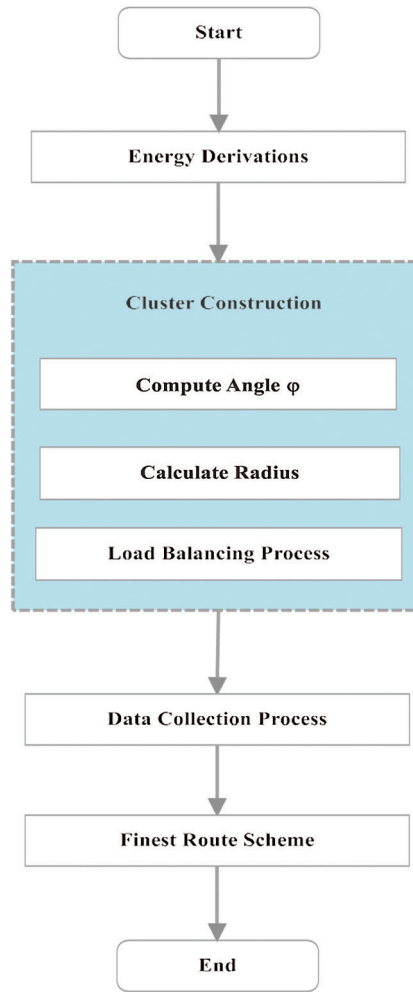 Start
Energy Derivations
Cluster Construction
Compute Angle φ
Calculate Radius
Load Balancing Process
Data Collection Process
Finest Route Scheme
End